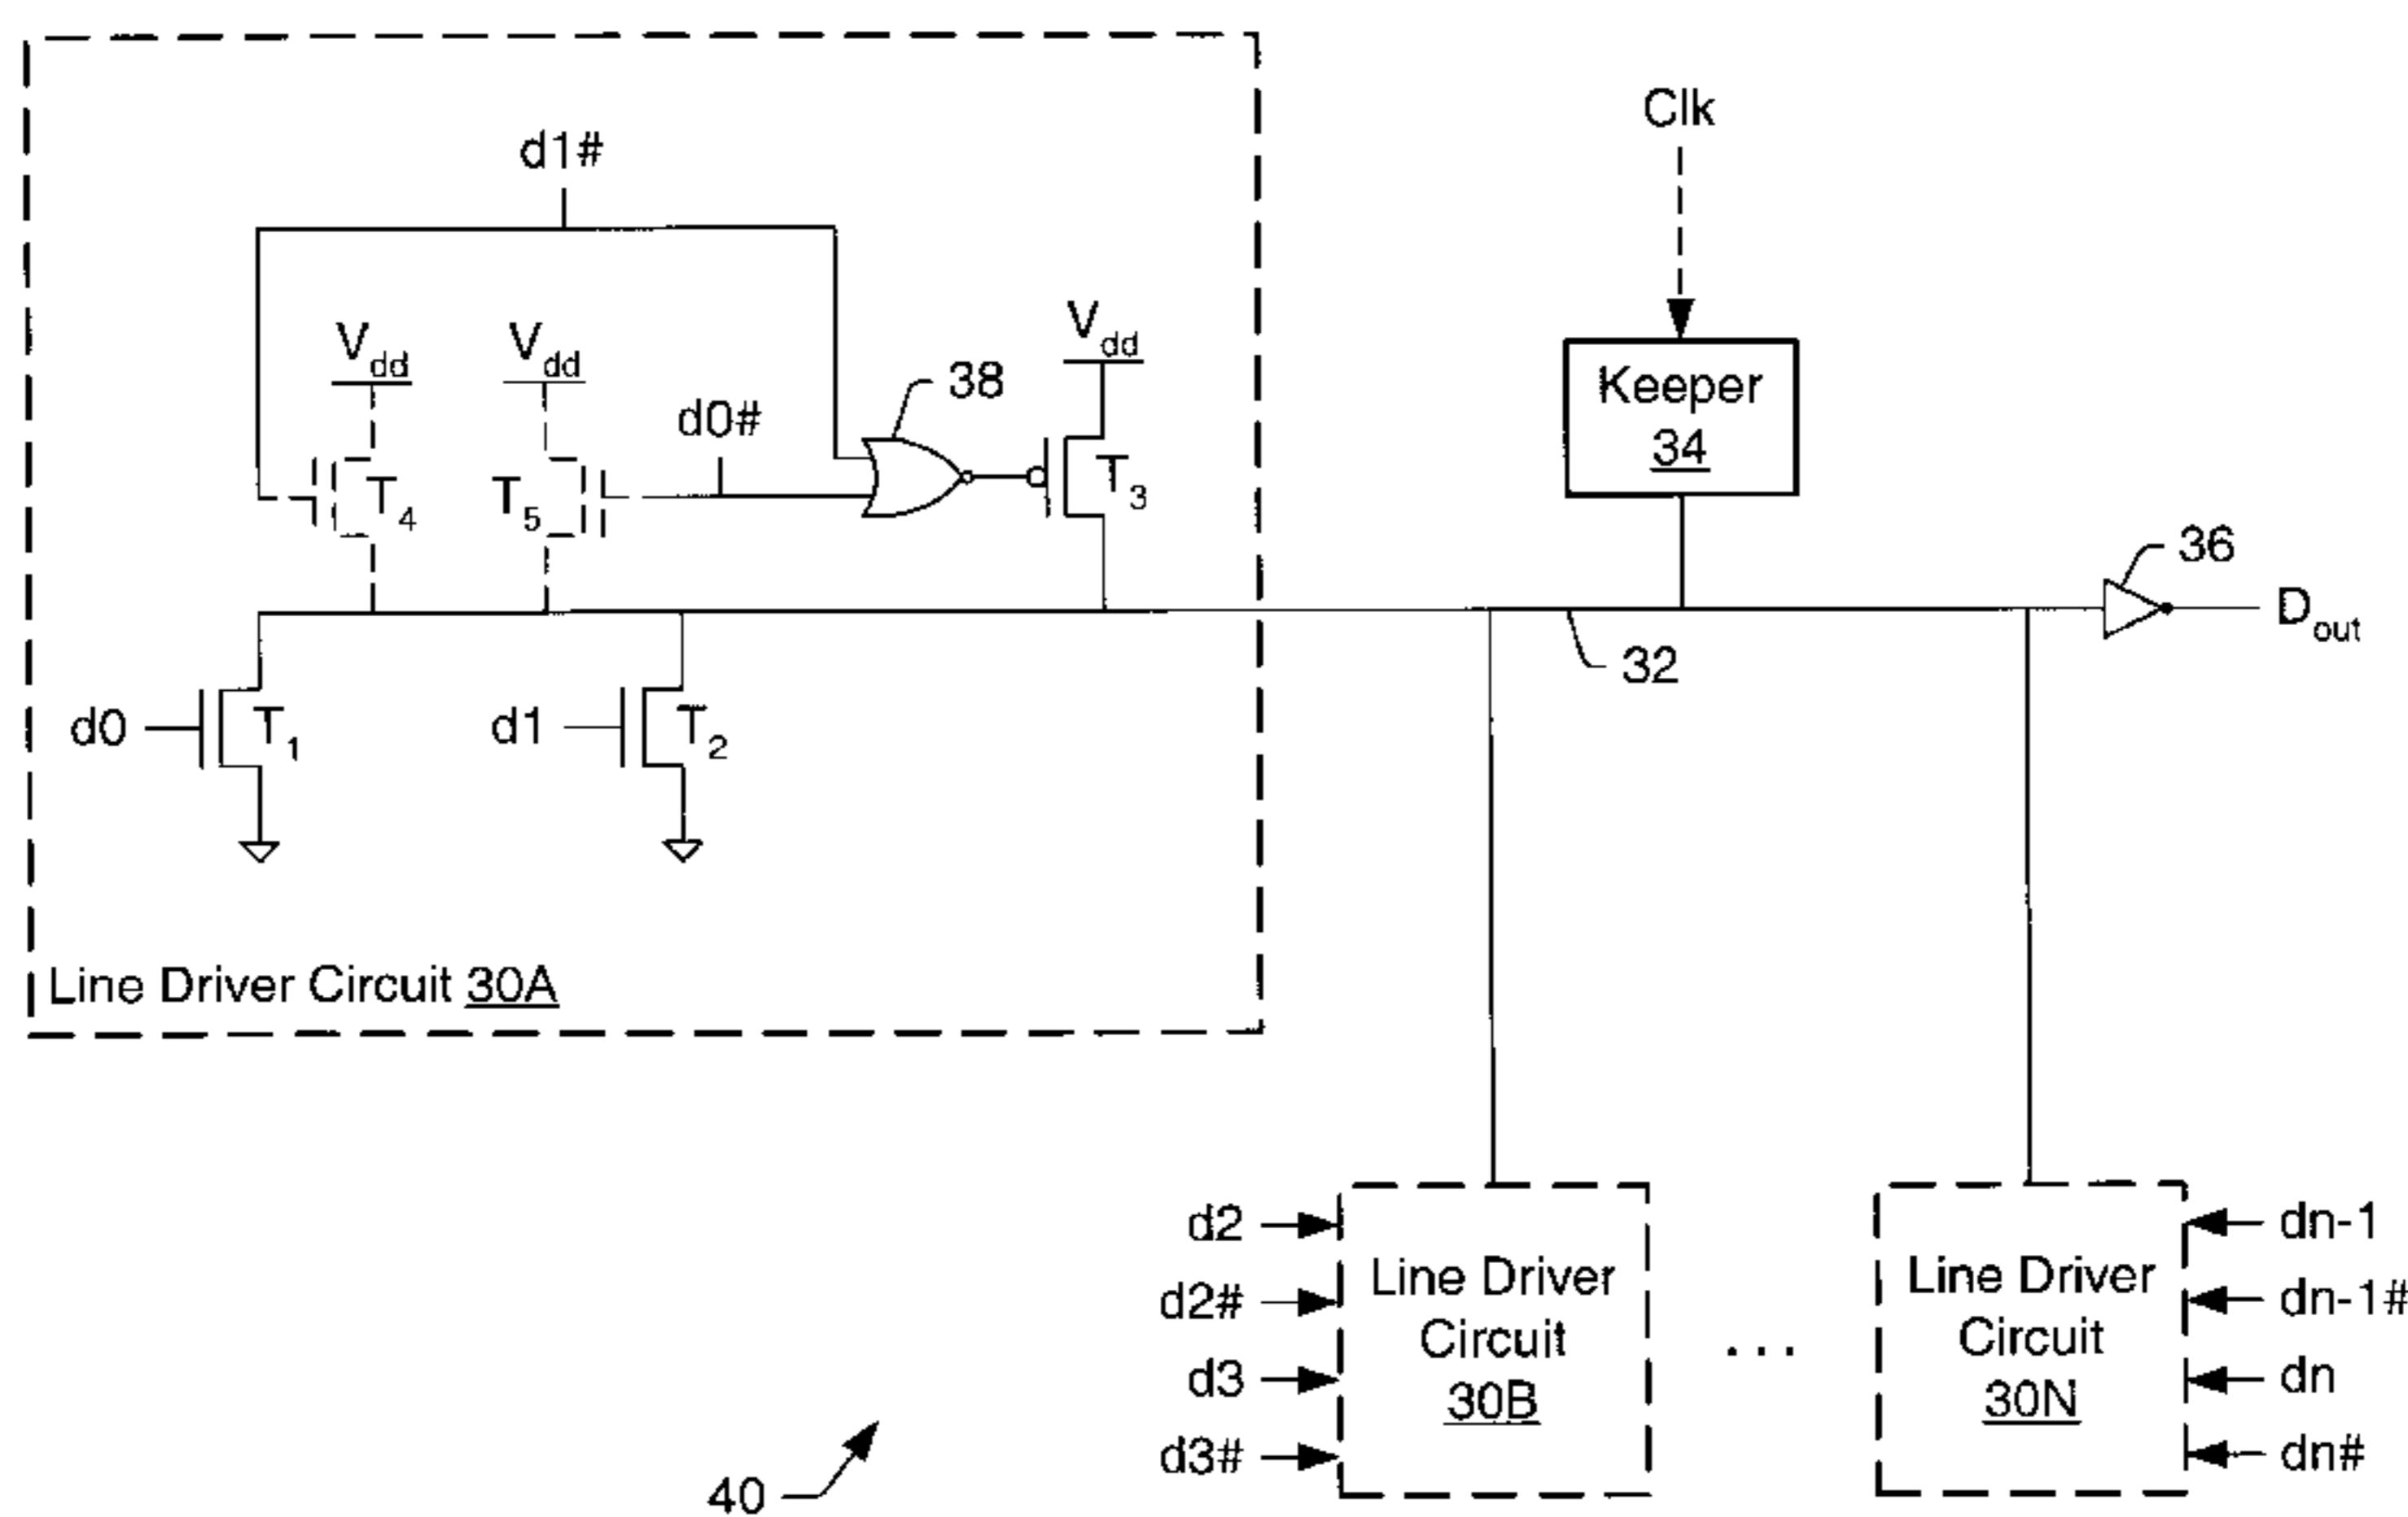 Clk
d1#
Vdd
Vdd
Vdd
38
d0#
Keeper
34
T4
T5
T3
36
Dout
32
d0
T1
d1
T2
Line Driver Circuit 30A
d2
d2#
d3
d3#
Line Driver
Circuit
30B
...
Line Driver
Circuit
30N
dn-1
dn-1#
dn
dn#
40